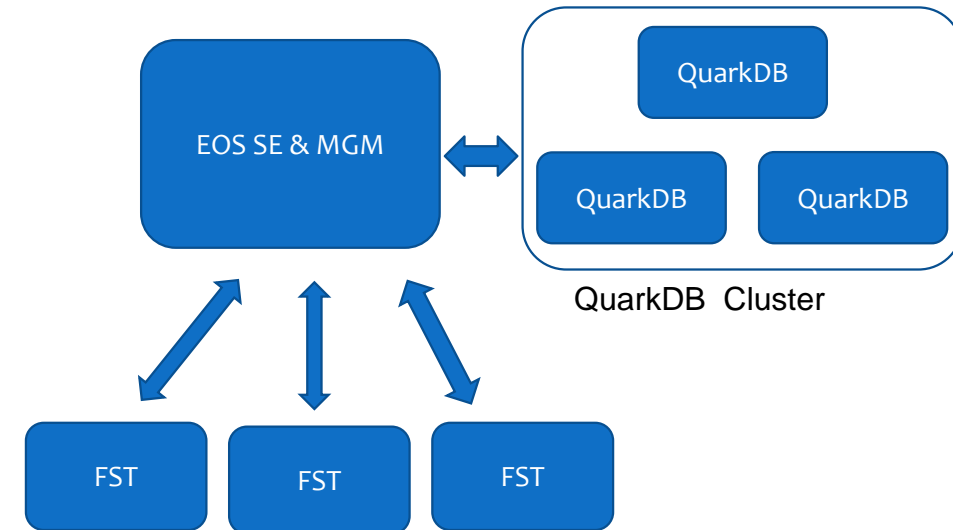 QuarkDB
EOS SE & MGM
QuarkDB
QuarkDB
QuarkDB Cluster
FST
FST
FST